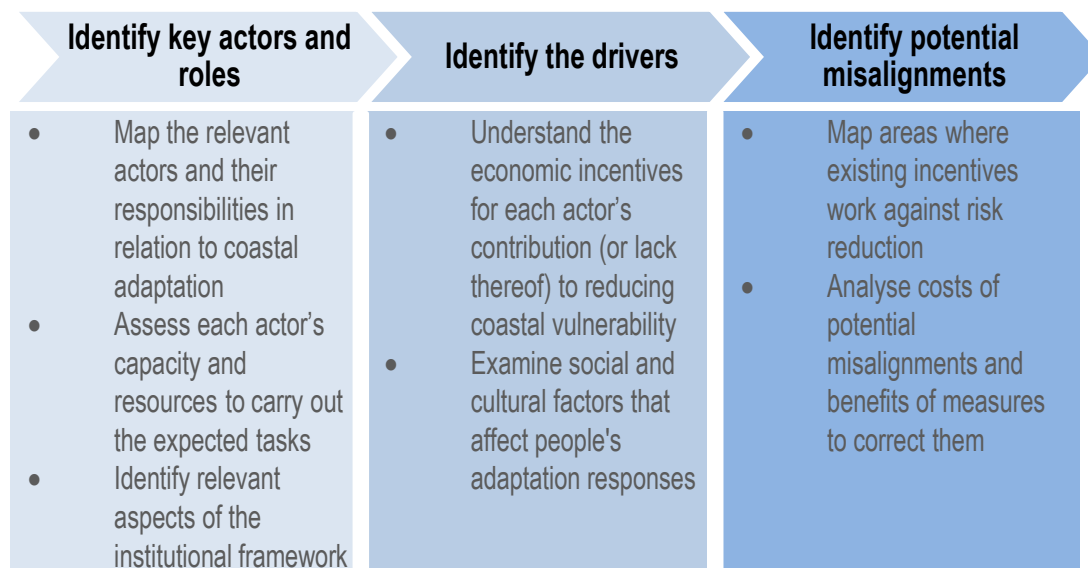 Identify key actors and
roles
• Map the relevant
actors and their
responsibilities in
relation to coastal
adaptation
• Assess each actor's
capacity and
resources to carry out
the expected tasks
• Identify relevant
aspects of the
institutional framework
Identify the drivers
• Understand the
economic incentives
for each actor's
contribution (or lack
thereof) to reducing
coastal vulnerability
• Examine social and
cultural factors that
affect people's
adaptation responses
Identify potential
misalignments
• Map areas where
existing incentives
work against risk
reduction
• Analyse costs of
potential
misalignments and
benefits of measures
to correct them